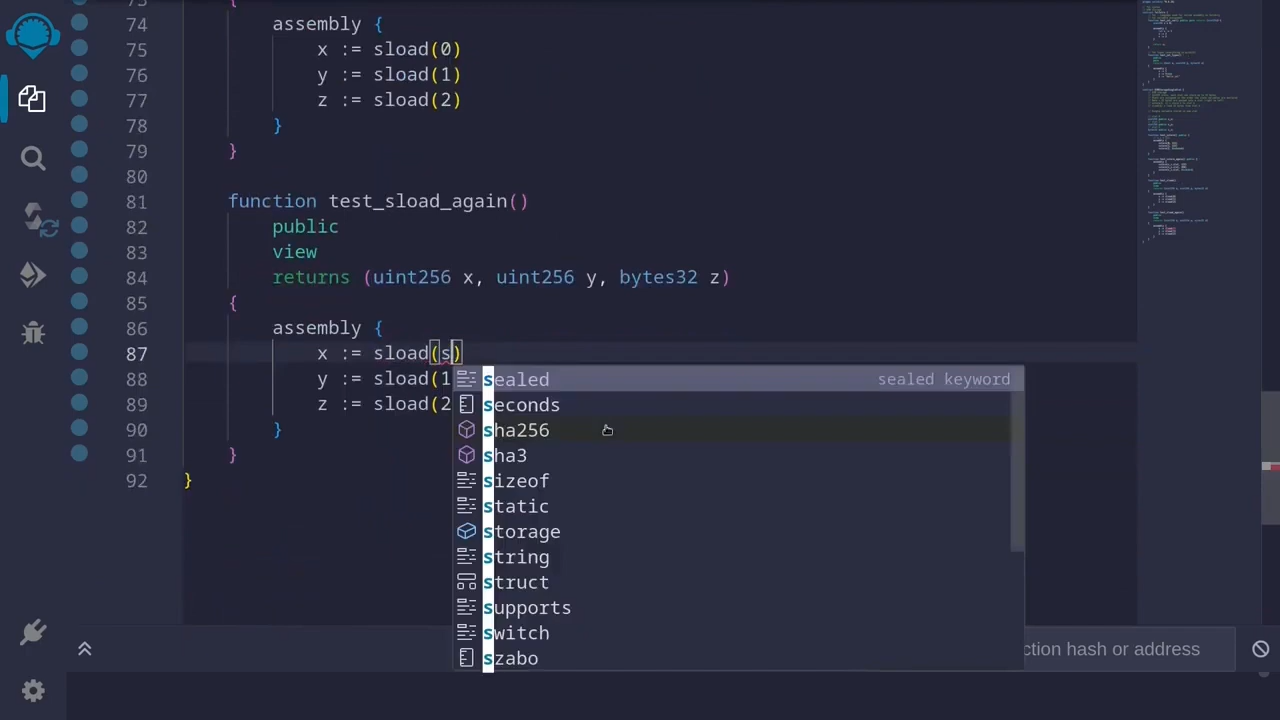 73 function test_sload()
74 assembly {
75 x := sload(0)
76 y := sload(1)
77 z := sload(2)
78 }
79 }
80
81 function test_sload_again()
82 public
83 view
84 returns (uint256 x, uint256 y, bytes32 z)
85 {
86 assembly {
87 x := sload(s)
88 y := sload(1
89 z := sload(2
90 }
91 }
92 }
sealed sealed keyword
seconds
sha256
sha3
sizeof
static
storage
string
struct
supports
switch
szabo
ction hash or address